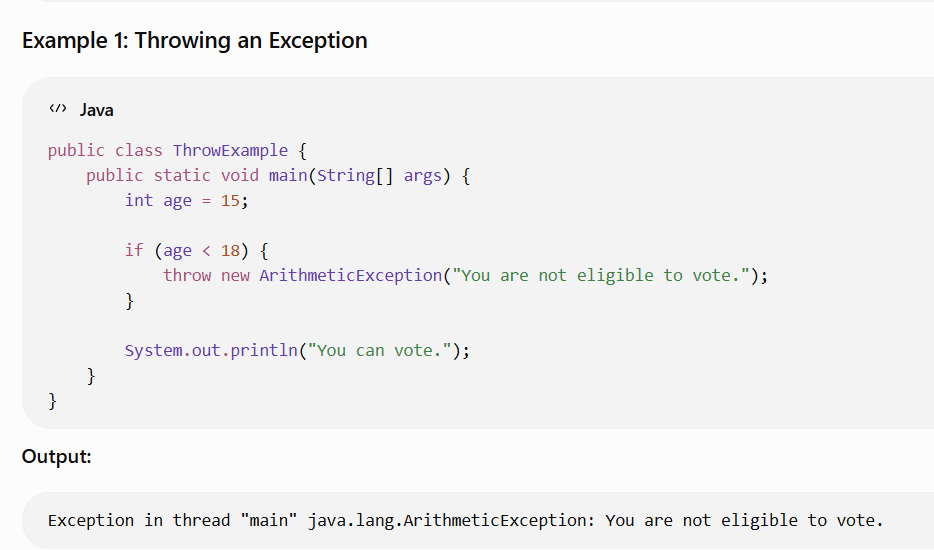 Example 1: Throwing an Exception
</> Java
public class ThrowExample {
    public static void main(String[] args) {
        int age = 15;
        if (age < 18) {
            throw new ArithmeticException("You are not eligible to vote.");
        }
        System.out.println("You can vote.");
    }
}
Output:
Exception in thread "main" java.lang.ArithmeticException: You are not eligible to vote.